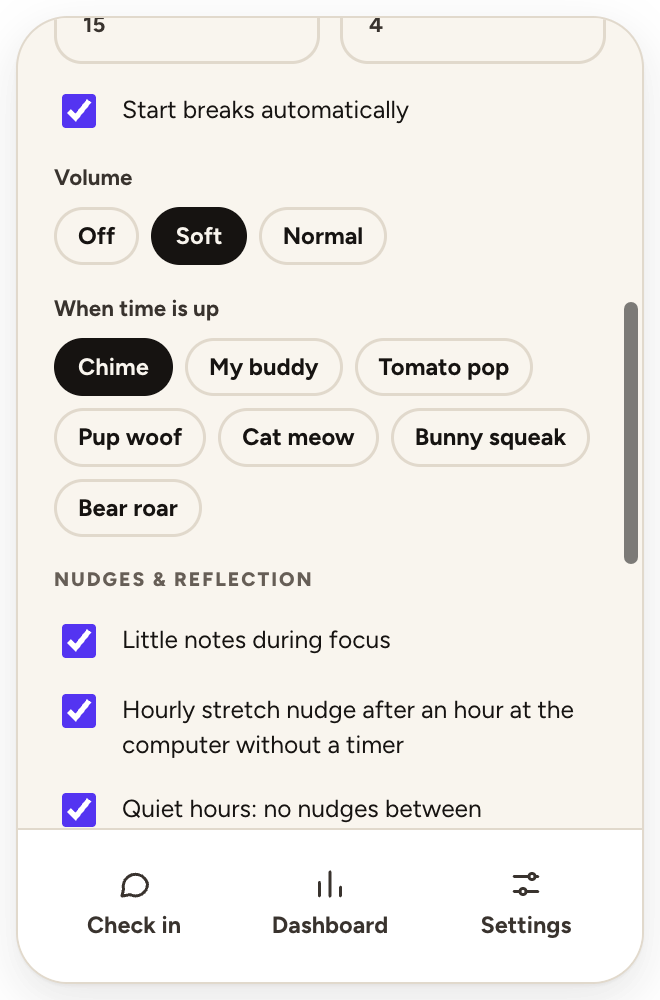 15
4
Start breaks automatically
Volume
Off
Soft
Normal
When time is up
Chime
My buddy
Tomato pop
Pup woof
Cat meow
Bunny squeak
Bear roar
NUDGES & REFLECTION
Little notes during focus
Hourly stretch nudge after an hour at the
computer without a timer
Quiet hours: no nudges between
Check in
Dashboard
Settings